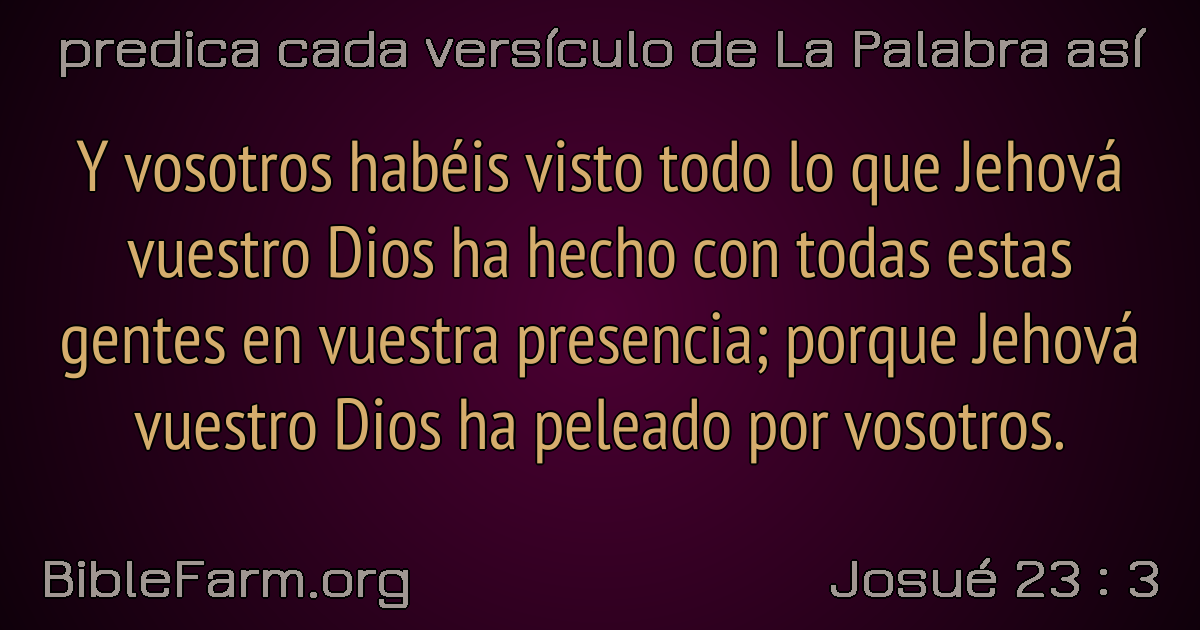 predica cada versículo de La Palabra así
Y vosotros habéis visto todo lo que Jehová
vuestro Dios ha hecho con todas estas
gentes en vuestra presencia; porque Jehová
vuestro Dios ha peleado por vosotros.
BibleFarm.org
Josué 23 : 3